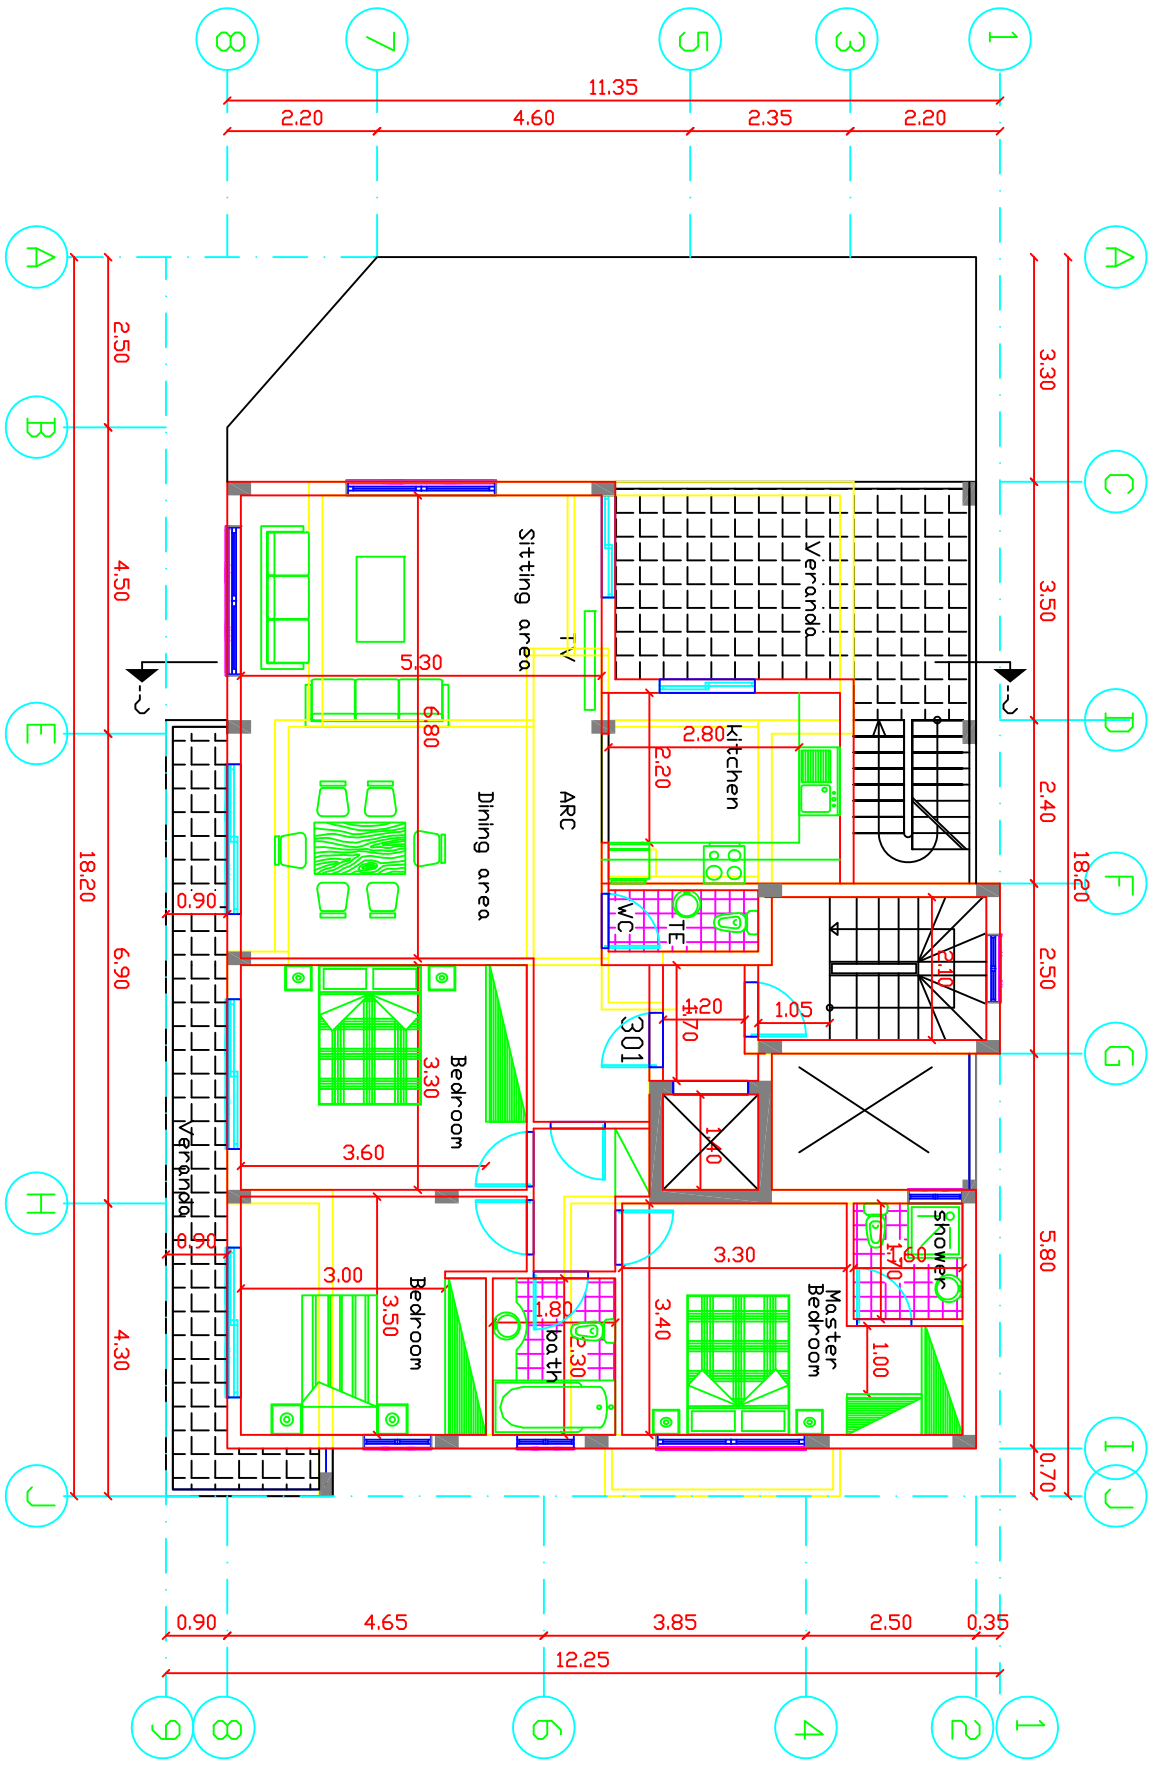 8
7
5
3
1
11.35
2.20
4.60
2.35
2.20
A
A
2.50
3.30
B
C
4.50
3.50
Veranda
Sitting area
TV
5.30
6.80
E
D
kitchen
2.80
2.20
ARC
Dining area
2.40
18.20
18.20
F
0.90
WC
TE
6.90
2.50
2.10
1.20
1.70
1.05
301
G
Bedroom
3.30
3.60
1.40
Veranda
H
0.90
shower
1.60
1.70
3.30
3.00
3.50
Bedroom
1.80
2.30
bath
3.40
Master
Bedroom
1.00
4.30
5.80
I
0.70
J
J
0.90
4.65
3.85
2.50
0.35
12.25
9
8
6
4
2
1